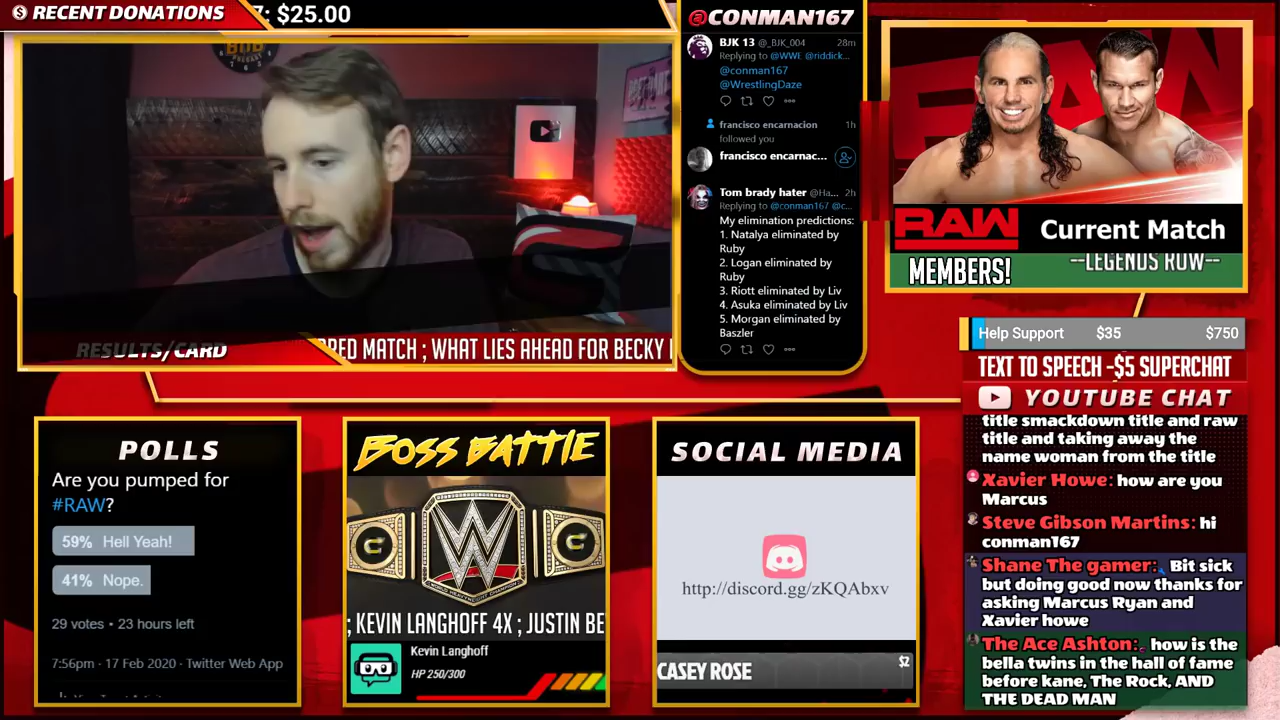 RECENT DONATIONS
7: $25.00
RESULTS/CARD
RED MATCH ; WHAT LIES AHEAD FOR BECKY
@CONMAN167
BJK 13 @_BJK_004 28m
Replying to @WWE @riddick...
@conman167
@WrestlingDaze
francisco encarnacion 1h
followed you
francisco encarnac...
Tom brady hater @Ha... 2h
Replying to @conman167 @c...
My elimination predictions:
1. Natalya eliminated by
Ruby
2. Logan eliminated by
Ruby
3. Riott eliminated by Liv
4. Asuka eliminated by Liv
5. Morgan eliminated by
Baszler
RAW
Current Match
MEMBERS!
--LEGENDS ROW--
Help Support $35 $750
TEXT TO SPEECH -$5 SUPERCHAT
YOUTUBE CHAT
title smackdown title and raw
title and taking away the
name woman from the title
Xavier Howe: how are you
Marcus
Steve Gibson Martins: hi
conman167
Shane The gamer: Bit sick
but doing good now thanks for
asking Marcus Ryan and
Xavier howe
The Ace Ashton: how is the
bella twins in the hall of fame
before kane, The Rock, AND
THE DEAD MAN
POLLS
Are you pumped for
#RAW?
59% Hell Yeah!
41% Nope.
29 votes · 23 hours left
7:56pm · 17 Feb 2020 · Twitter Web App
BOSS BATTLE
; KEVIN LANGHOFF 4X ; JUSTIN BE
Kevin Langhoff
HP 250/300
SOCIAL MEDIA
http://discord.gg/zKQAbxv
CASEY ROSE $2